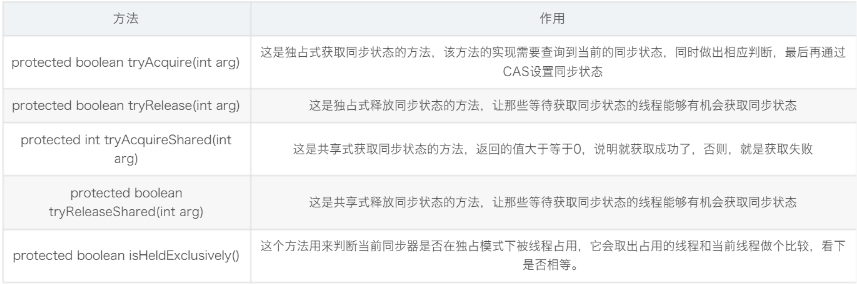 方法
作用
protected boolean tryAcquire(int arg)
这是独占式获取同步状态的方法，该方法的实现需要查询到当前的同步状态，同时做出相应判断，最后再通过
CAS设置同步状态
protected boolean tryRelease(int arg)
这是独占式释放同步状态的方法，让那些等待获取同步状态的线程能够有机会获取同步状态
protected int tryAcquireShared(int
arg)
这是共享式获取同步状态的方法，返回的值大于等于0，说明就获取成功了，否则，就是获取失败
protected boolean
tryReleaseShared(int arg)
这是共享式释放同步状态的方法，让那些等待获取同步状态的线程能够有机会获取同步状态
protected boolean isHeldExclusively()
这个方法用来判断当前同步器是否在独占模式下被线程占用，它会取出占用的线程和当前线程做个比较，看下
是否相等。